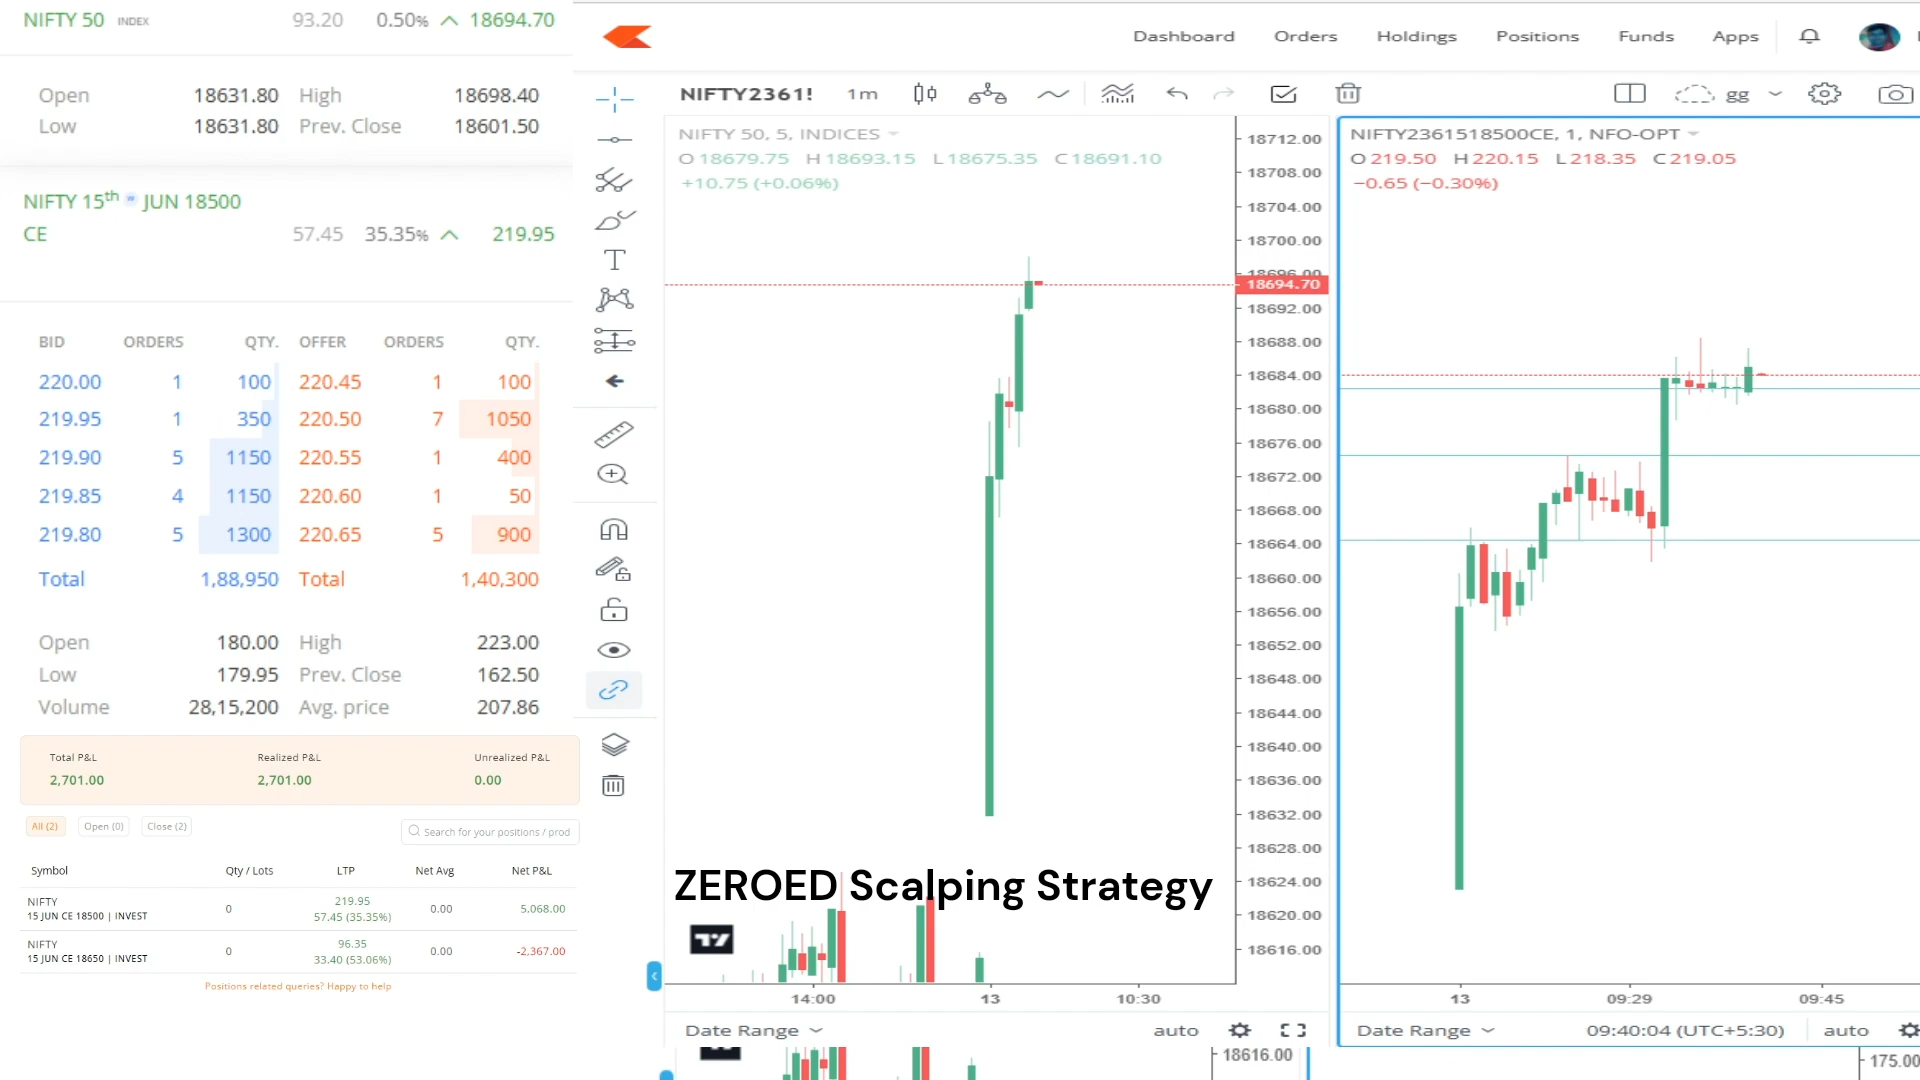 NIFTY 50 INDEX 93.20 0.50% 18694.70
Open 18631.80 High 18698.40
Low 18631.80 Prev. Close 18601.50
NIFTY 15th w JUN 18500
CE 57.45 35.35% 219.95
BID ORDERS QTY. OFFER ORDERS QTY.
220.00 1 100 220.45 1 100
219.95 1 350 220.50 7 1050
219.90 5 1150 220.55 1 400
219.85 4 1150 220.60 1 50
219.80 5 1300 220.65 5 900
Total 1,88,950 Total 1,40,300
Open 180.00 High 223.00
Low 179.95 Prev. Close 162.50
Volume 28,15,200 Avg. price 207.86
Total P&L Realized P&L Unrealized P&L
2,701.00 2,701.00 0.00
All (2) Open (0) Close (2) Search for your positions / prod
Symbol Qty / Lots LTP Net Avg Net P&L
NIFTY 219.95
15 JUN CE 18500 | INVEST 0 57.45 (35.35%) 0.00 5,068.00
NIFTY 96.35
15 JUN CE 18650 | INVEST 0 33.40 (53.06%) 0.00 -2,367.00
Positions related queries? Happy to help
Dashboard Orders Holdings Positions Funds Apps
NIFTY2361! 1m gg
NIFTY 50, 5, INDICES
O18679.75 H18693.15 L18675.35 C18691.10
+10.75 (+0.06%)
18712.00
18708.00
18704.00
18700.00
18696.00
18694.70
18692.00
18688.00
18684.00
18680.00
18676.00
18672.00
18668.00
18664.00
18660.00
18656.00
18652.00
18648.00
18644.00
18640.00
18636.00
18632.00
18628.00
18624.00
18620.00
18616.00
ZEROED Scalping Strategy
14:00 13 10:30
Date Range auto
18616.00
NIFTY2361518500CE, 1, NFO-OPT
O219.50 H220.15 L218.35 C219.05
−0.65 (−0.30%)
13 09:29 09:45
Date Range 09:40:04 (UTC+5:30) auto
175.00